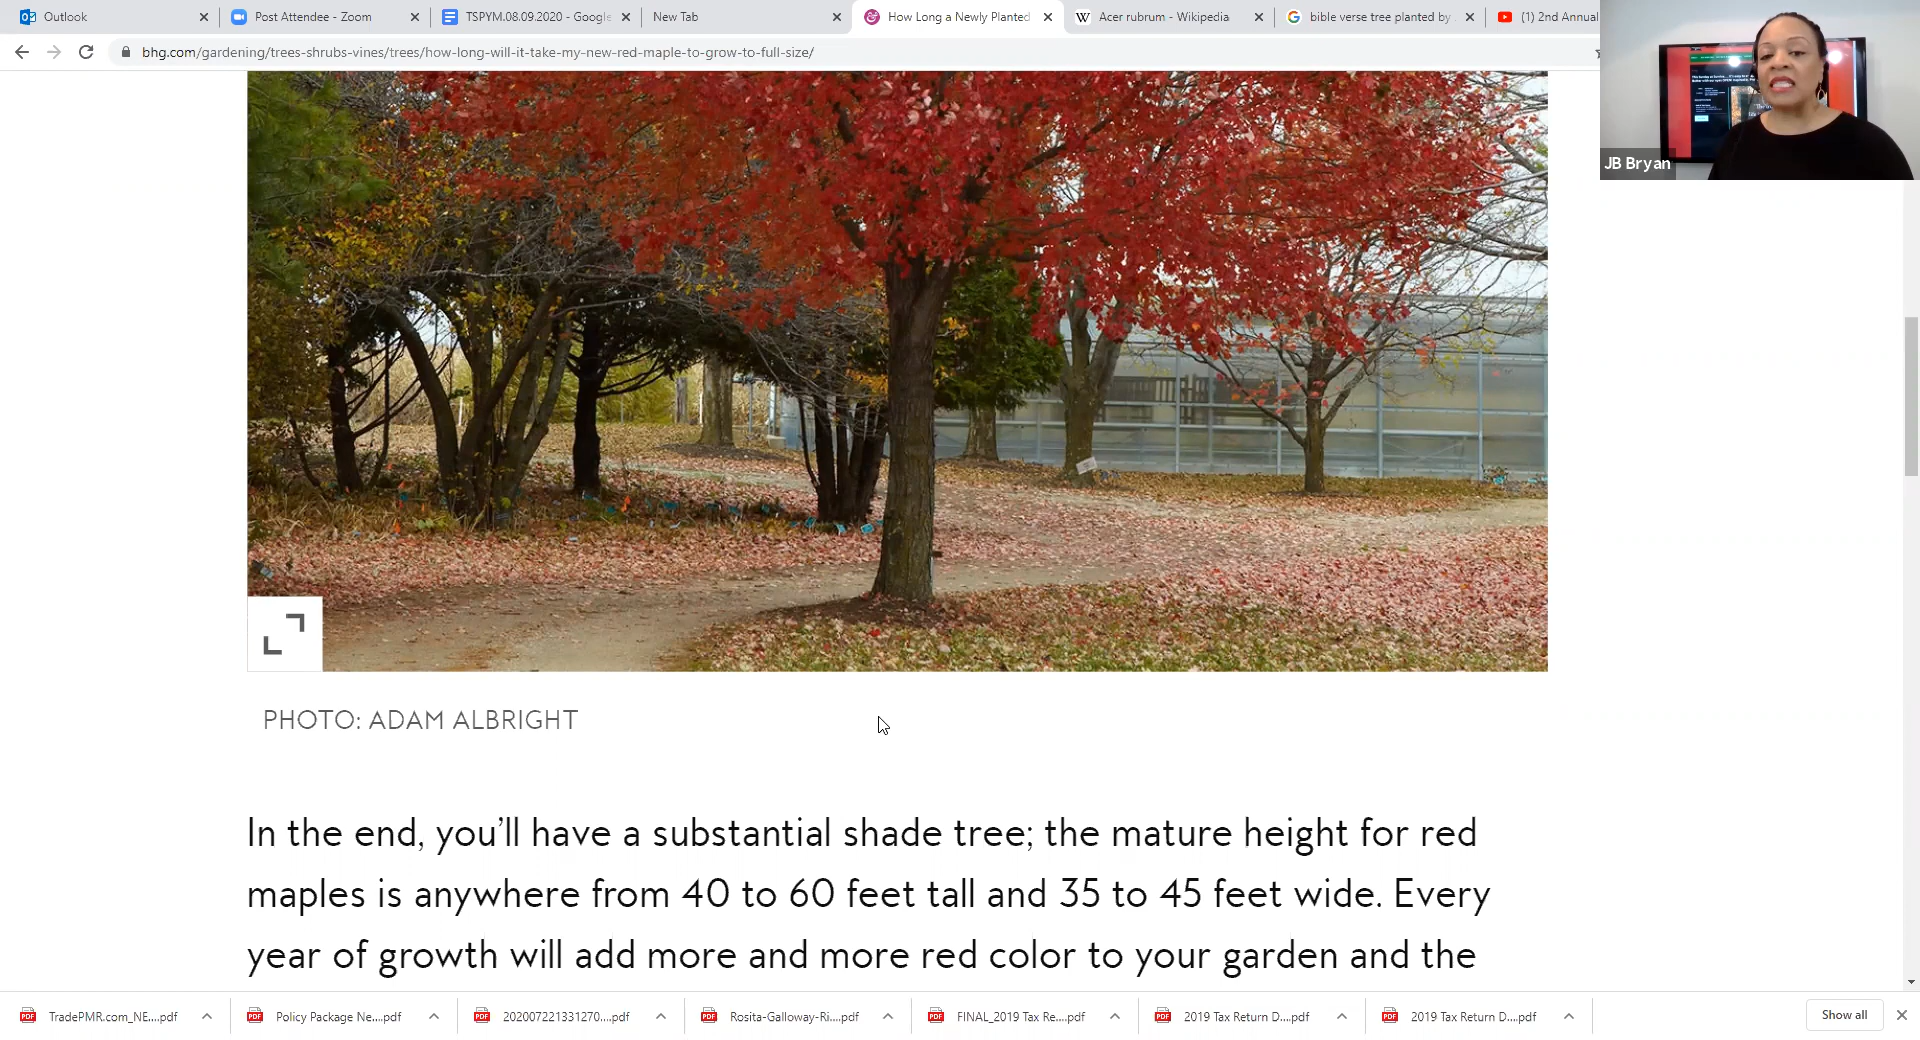 Outlook
Post Attendee - Zoom
TSPYM.08.09.2020 - Google
New Tab
How Long a Newly Planted
Acer rubrum - Wikipedia
bible verse tree planted by
(1) 2nd Annual
bhg.com/gardening/trees-shrubs-vines/trees/how-long-will-it-take-my-new-red-maple-to-grow-to-full-size/
JB Bryan
PHOTO: ADAM ALBRIGHT
In the end, you'll have a substantial shade tree; the mature height for red
maples is anywhere from 40 to 60 feet tall and 35 to 45 feet wide. Every
year of growth will add more and more red color to your garden and the
TradePMR.com_NE....pdf
Policy Package Ne....pdf
202007221331270....pdf
Rosita-Galloway-Ri....pdf
FINAL_2019 Tax Re....pdf
2019 Tax Return D....pdf
2019 Tax Return D....pdf
Show all